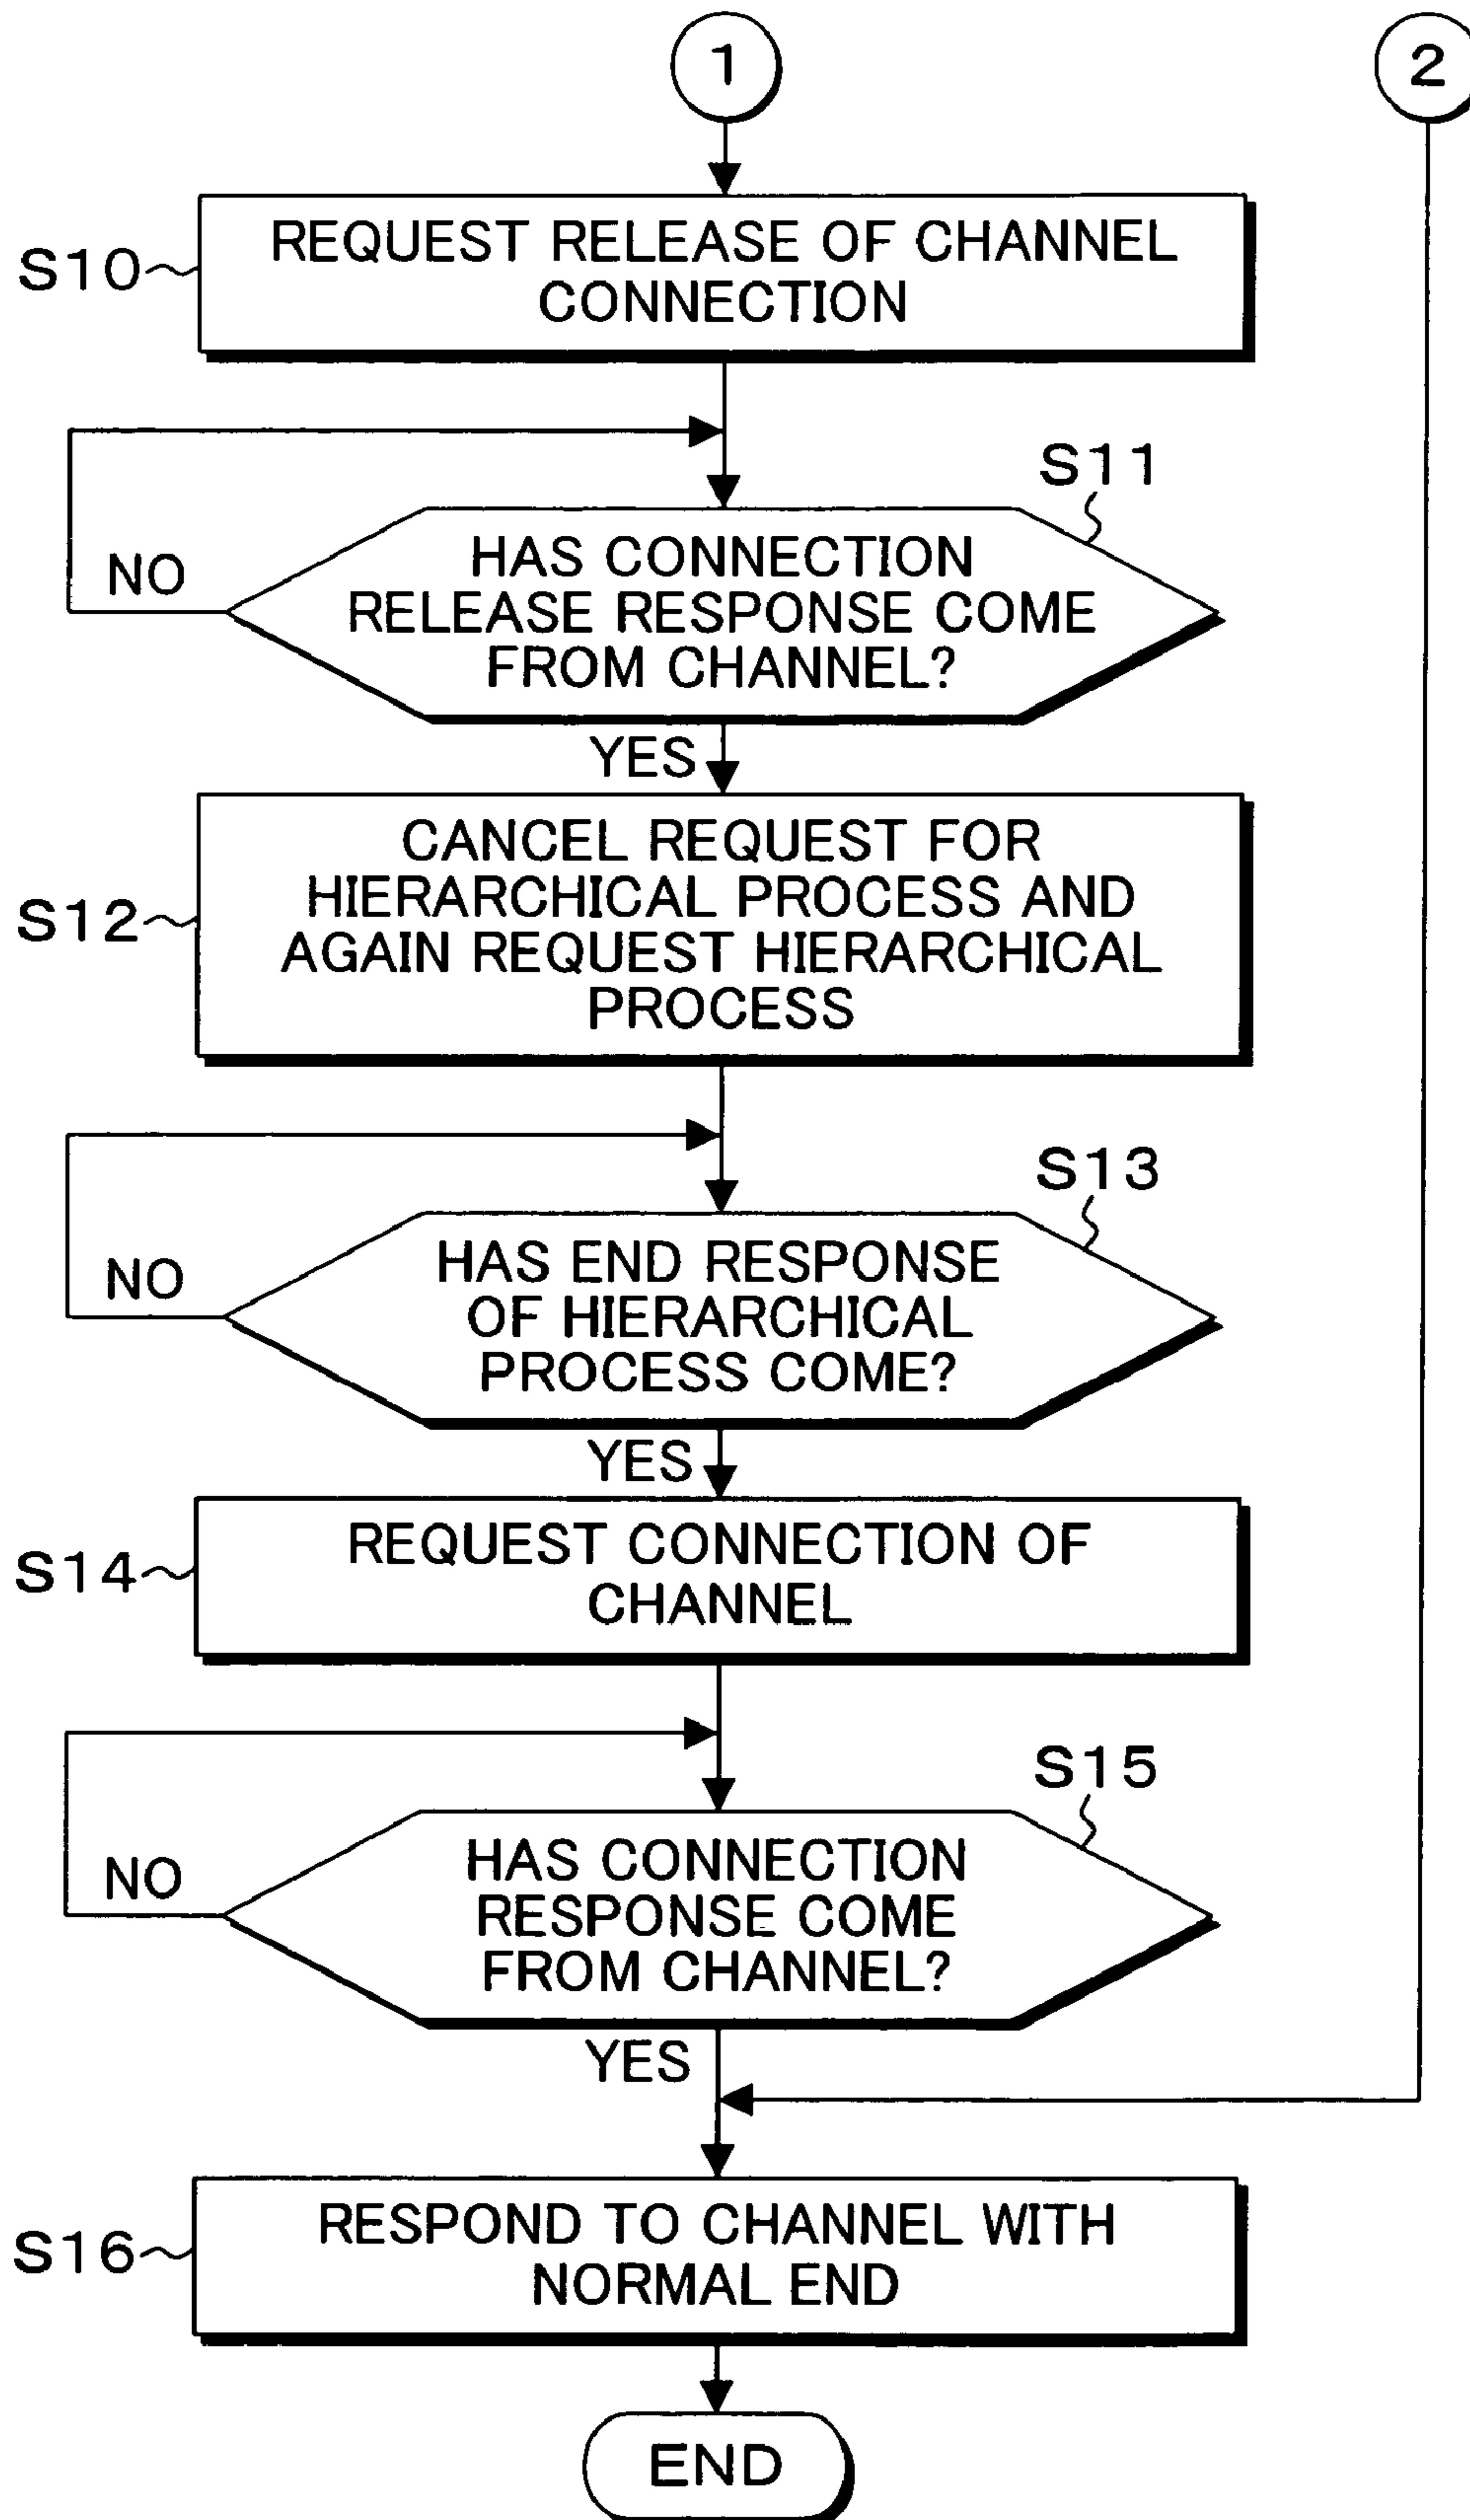 1
2
S10
REQUEST RELEASE OF CHANNEL
CONNECTION
S11
HAS CONNECTION
RELEASE RESPONSE COME
FROM CHANNEL?
NO
YES
S12
CANCEL REQUEST FOR
HIERARCHICAL PROCESS AND
AGAIN REQUEST HIERARCHICAL
PROCESS
S13
HAS END RESPONSE
OF HIERARCHICAL
PROCESS COME?
NO
YES
S14
REQUEST CONNECTION OF
CHANNEL
S15
HAS CONNECTION
RESPONSE COME
FROM CHANNEL?
NO
YES
S16
RESPOND TO CHANNEL WITH
NORMAL END
END